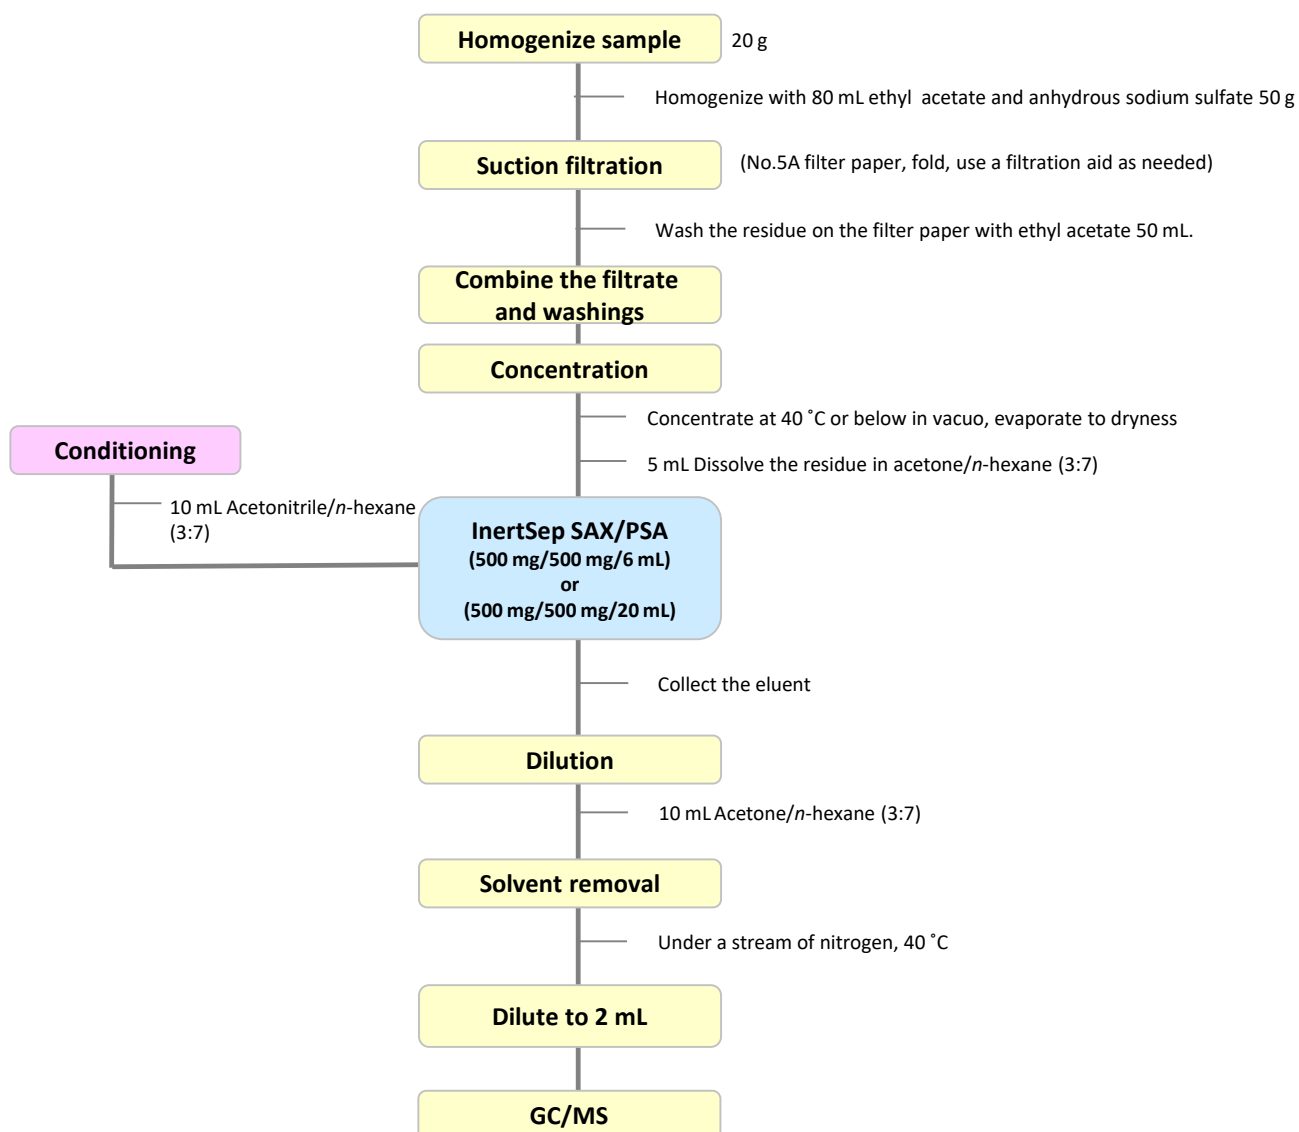 Homogenize sample
20 g
Homogenize with 80 mL ethyl acetate and anhydrous sodium sulfate 50 g
Suction filtration
(No.5A filter paper, fold, use a filtration aid as needed)
Wash the residue on the filter paper with ethyl acetate 50 mL.
Combine the filtrate
and washings
Concentration
Concentrate at 40 ˚C or below in vacuo, evaporate to dryness
Conditioning
5 mL Dissolve the residue in acetone/n-hexane (3:7)
10 mL Acetonitrile/n-hexane
(3:7)
InertSep SAX/PSA
(500 mg/500 mg/6 mL)
or
(500 mg/500 mg/20 mL)
Collect the eluent
Dilution
10 mL Acetone/n-hexane (3:7)
Solvent removal
Under a stream of nitrogen, 40 ˚C
Dilute to 2 mL
GC/MS